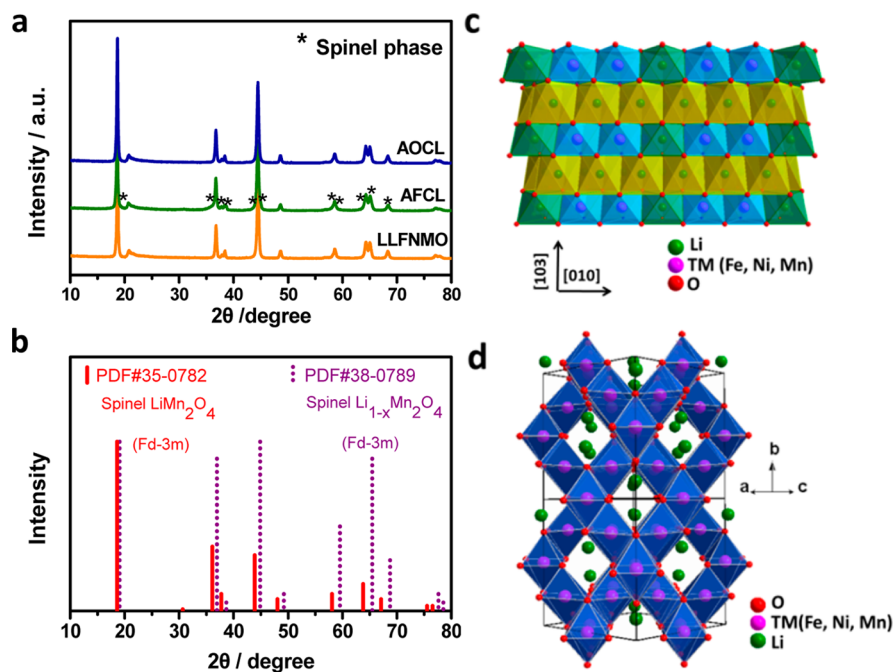 a
* Spinel phase
Intensity / a.u.
AOCL
* * * * * * * * * * * *
AFCL
LLFNMO
10 20 30 40 50 60 70 80
2θ /degree
b
PDF#35-0782
Spinel LiMn2O4
(Fd-3m)
PDF#38-0789
Spinel Li1-xMn2O4
(Fd-3m)
Intensity
10 20 30 40 50 60 70 80
2θ / degree
c
[103]
[010]
Li
TM (Fe, Ni, Mn)
O
d
b
a c
O
TM(Fe, Ni, Mn)
Li